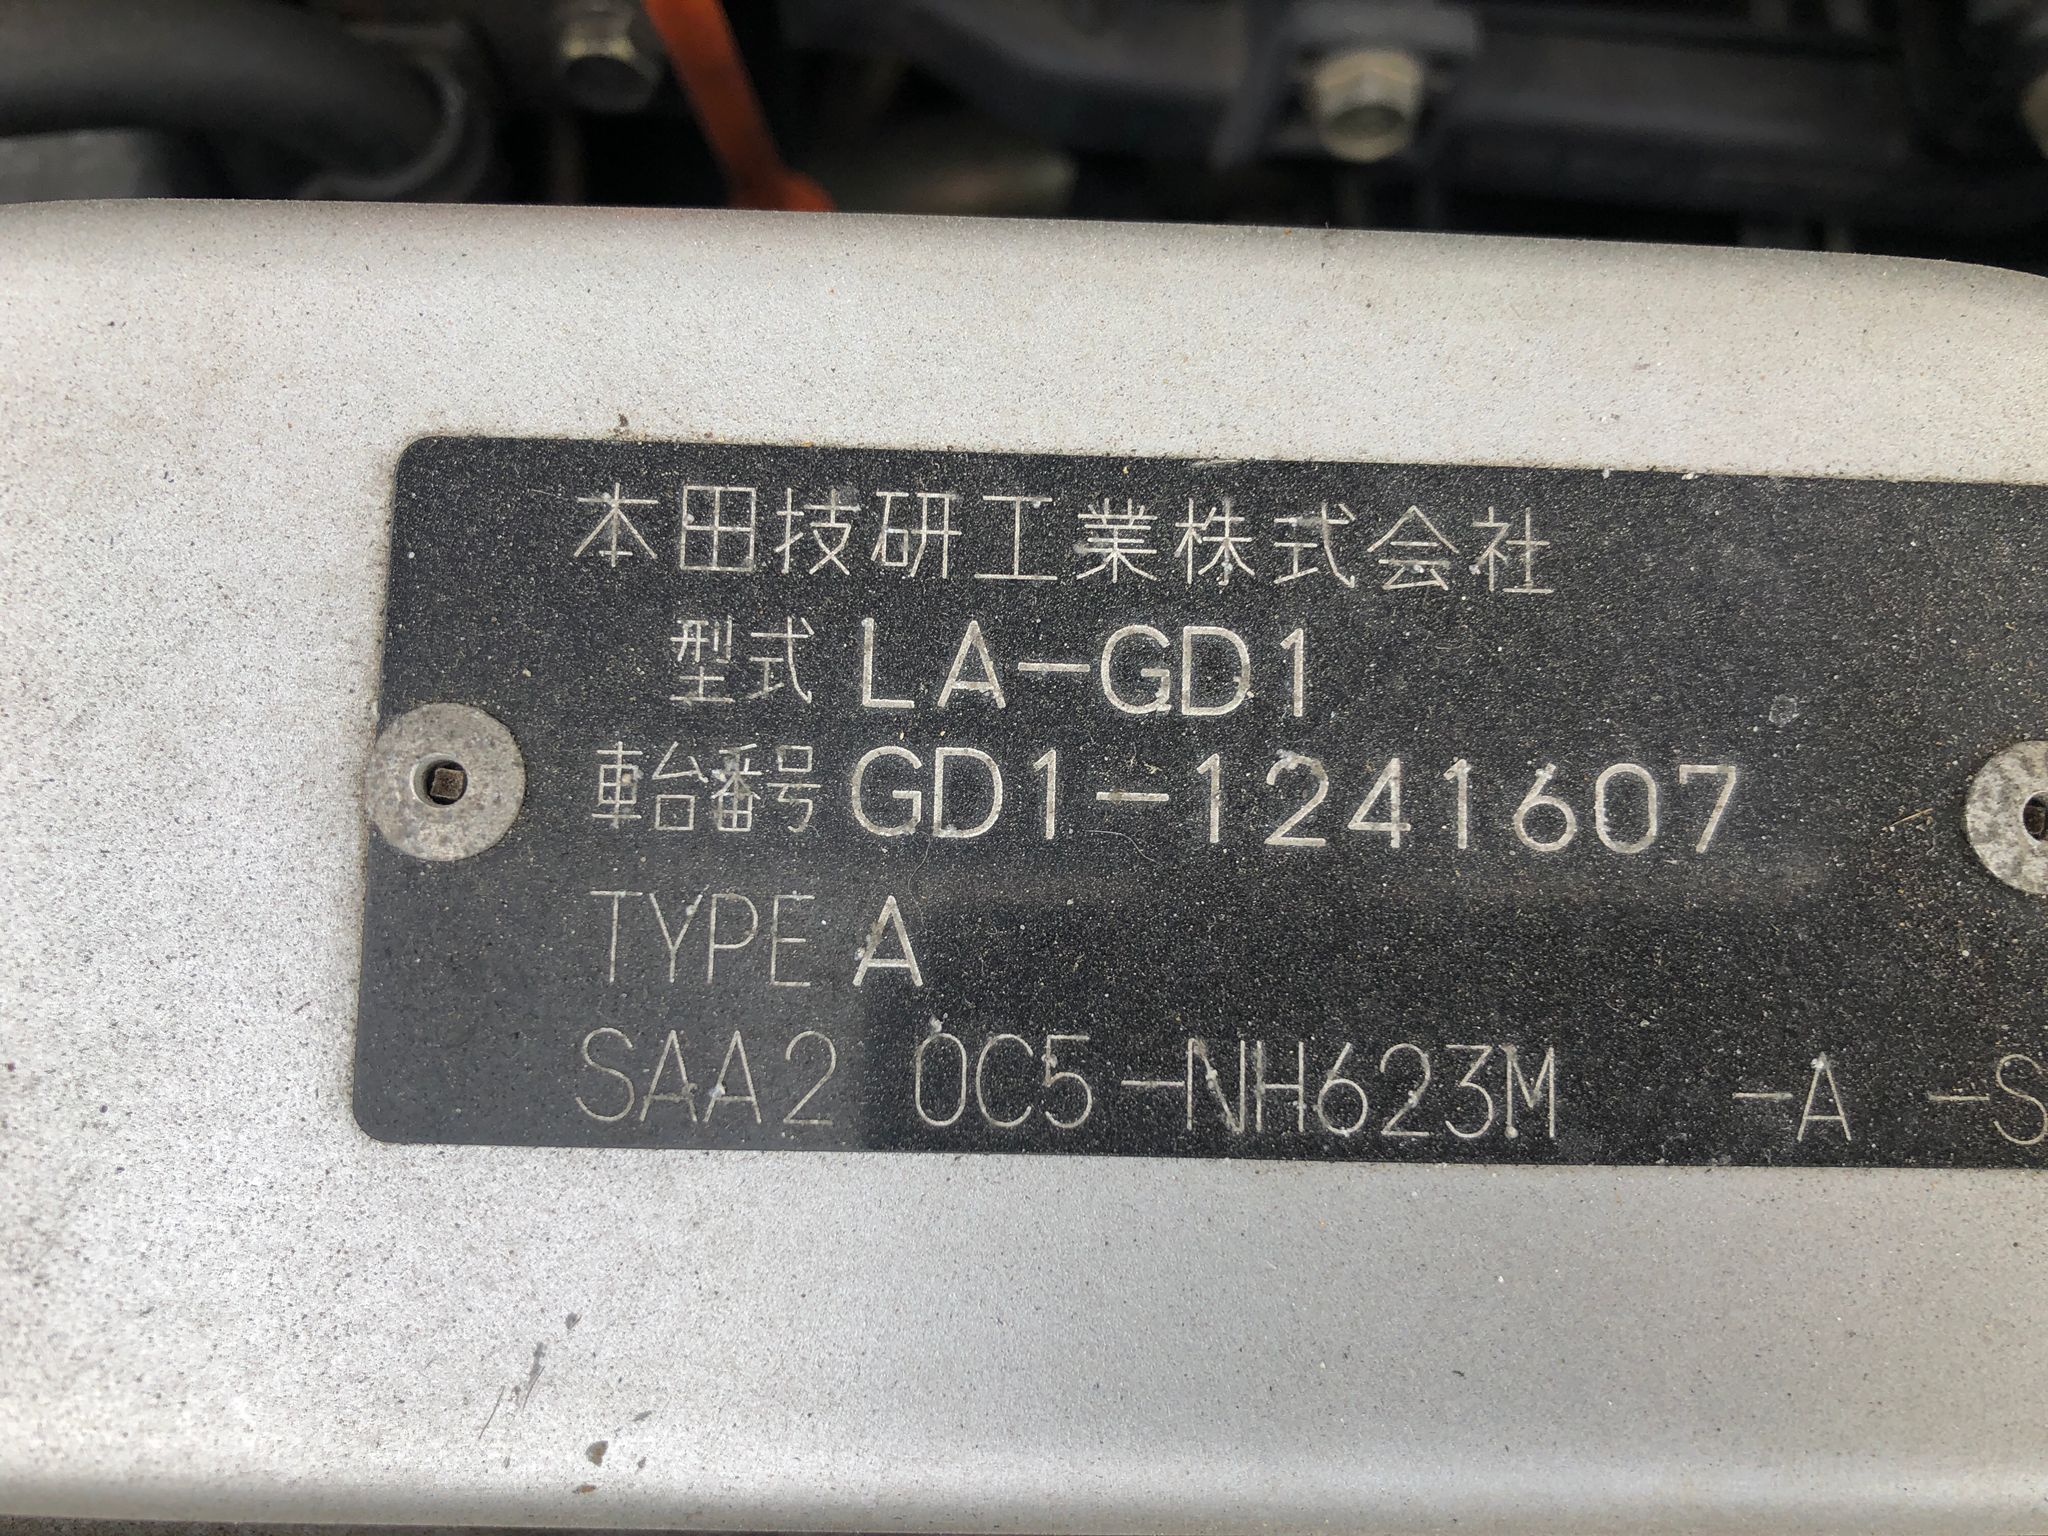 本田技研工業株式会社
型式 LA-GD1
車台番号 GD1-1241607
TYPE A
SAA2 0C5-NH623M -A -S